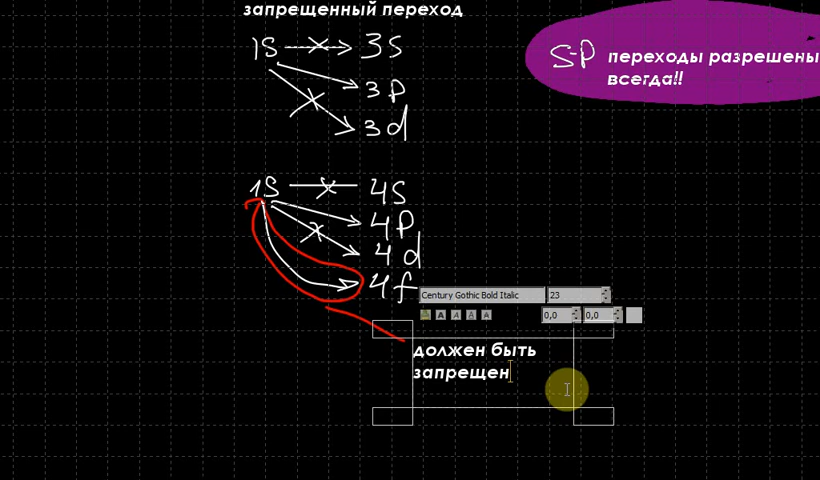 запрещенный переход
1S 3S
3p
3d
S-P переходы разрешены
всегда!!
1S 4S
4P
4d
4f
Century Gothic Bold Italic 23
A A A A 0,0 0,0
должен быть
запрещен